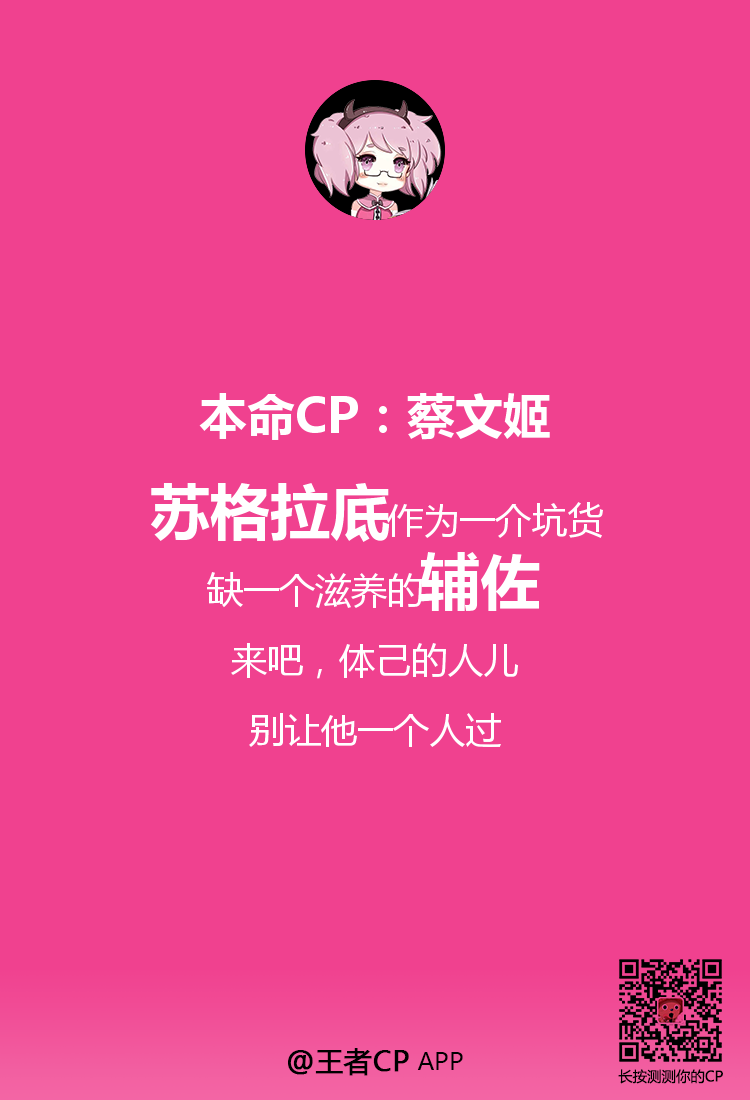 本命CP：蔡文姬
苏格拉底作为一介坑货
缺一个滋养的辅佐
来吧，体己的人儿
别让他一个人过
@王者CP APP
长按测测你的CP